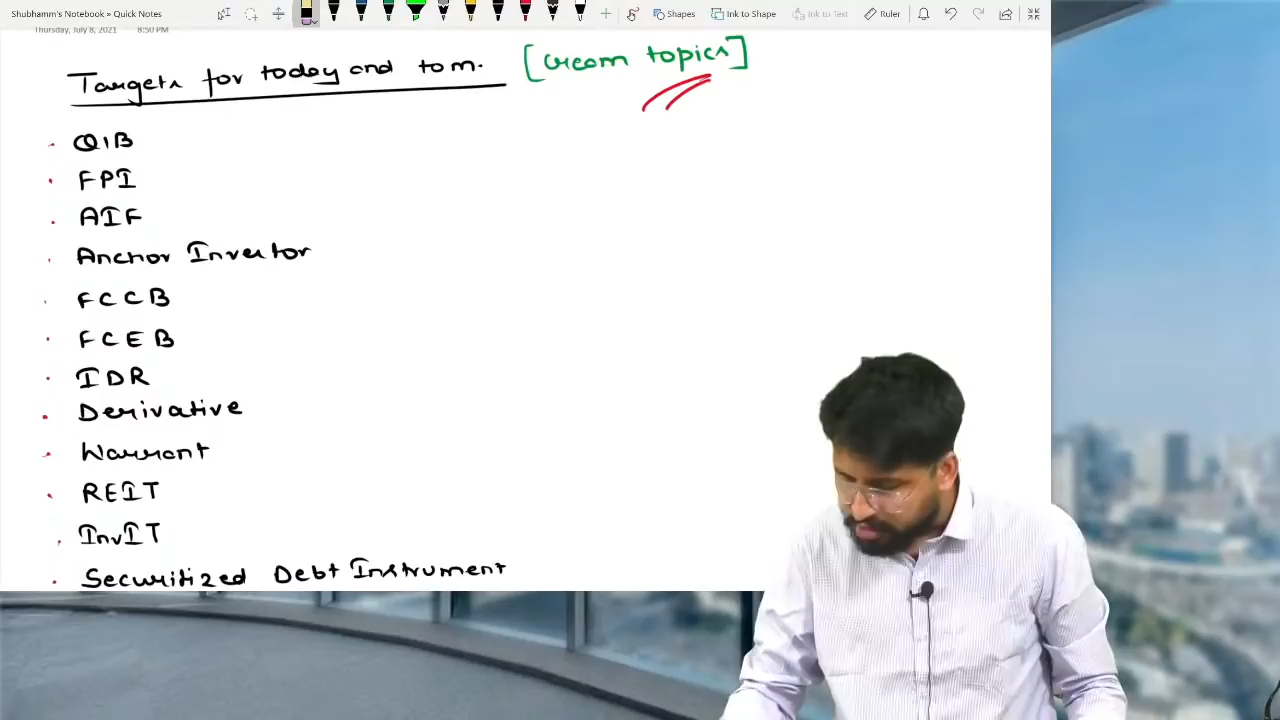 Shubhamm's Notebook » Quick Notes
Shapes
Ink to Shape
Ink to Text
Ruler
Thursday, July 8, 2021 8:50 PM
Targets for today and tom. [cream topics]
QIB
FPI
AIF
Anchor Investor
FCCB
FCEB
IDR
Derivative
Warrant
REIT
InvIT
Securitized Debt Instrument